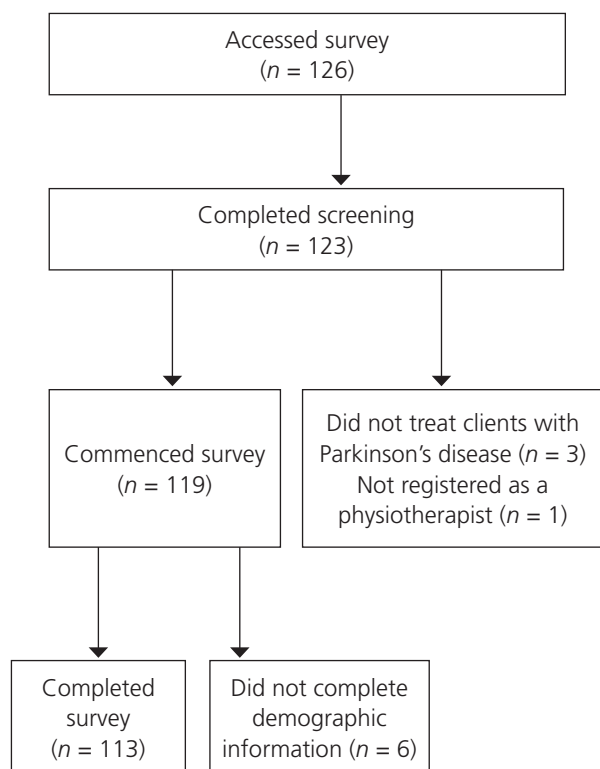 Accessed survey
(n = 126)
Completed screening
(n = 123)
Commenced survey
(n = 119)
Did not treat clients with
Parkinson’s disease (n = 3)
Not registered as a
physiotherapist (n = 1)
Completed
survey
(n = 113)
Did not complete
demographic
information (n = 6)